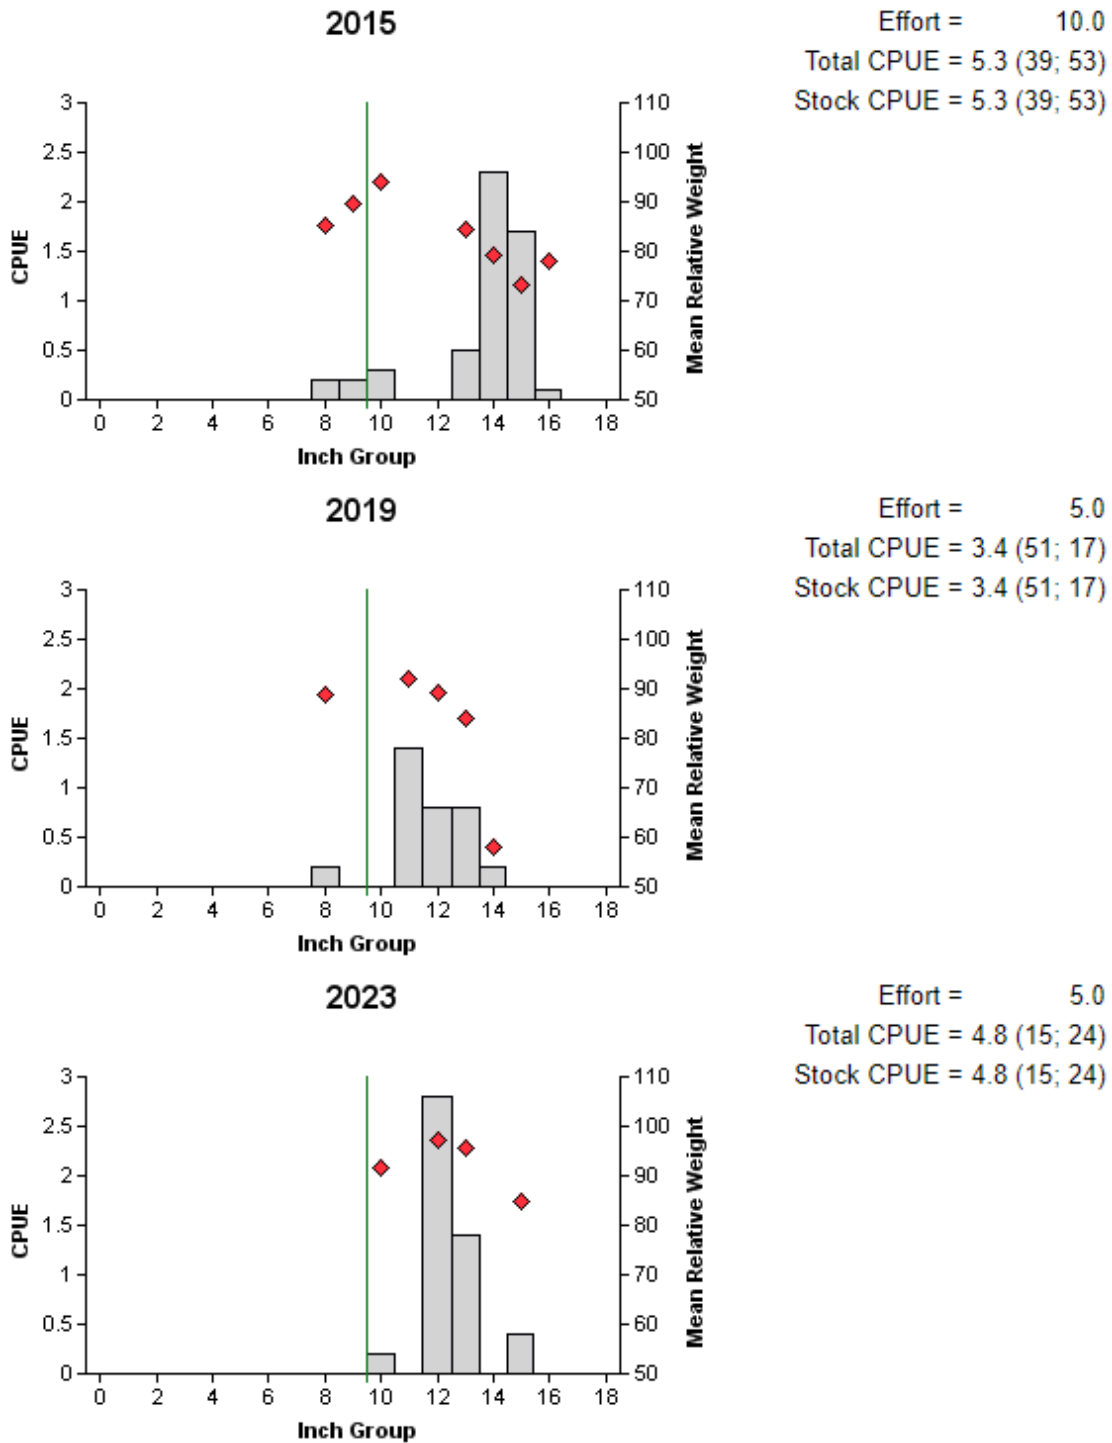 2015
Effort = 10.0
Total CPUE = 5.3 (39; 53)
Stock CPUE = 5.3 (39; 53)
3
2.5
2
1.5
1
0.5
0
CPUE
110
100
90
80
70
60
50
Mean Relative Weight
0 2 4 6 8 10 12 14 16 18
Inch Group
2019
Effort = 5.0
Total CPUE = 3.4 (51; 17)
Stock CPUE = 3.4 (51; 17)
3
2.5
2
1.5
1
0.5
0
CPUE
110
100
90
80
70
60
50
Mean Relative Weight
0 2 4 6 8 10 12 14 16 18
Inch Group
2023
Effort = 5.0
Total CPUE = 4.8 (15; 24)
Stock CPUE = 4.8 (15; 24)
3
2.5
2
1.5
1
0.5
0
CPUE
110
100
90
80
70
60
50
Mean Relative Weight
0 2 4 6 8 10 12 14 16 18
Inch Group